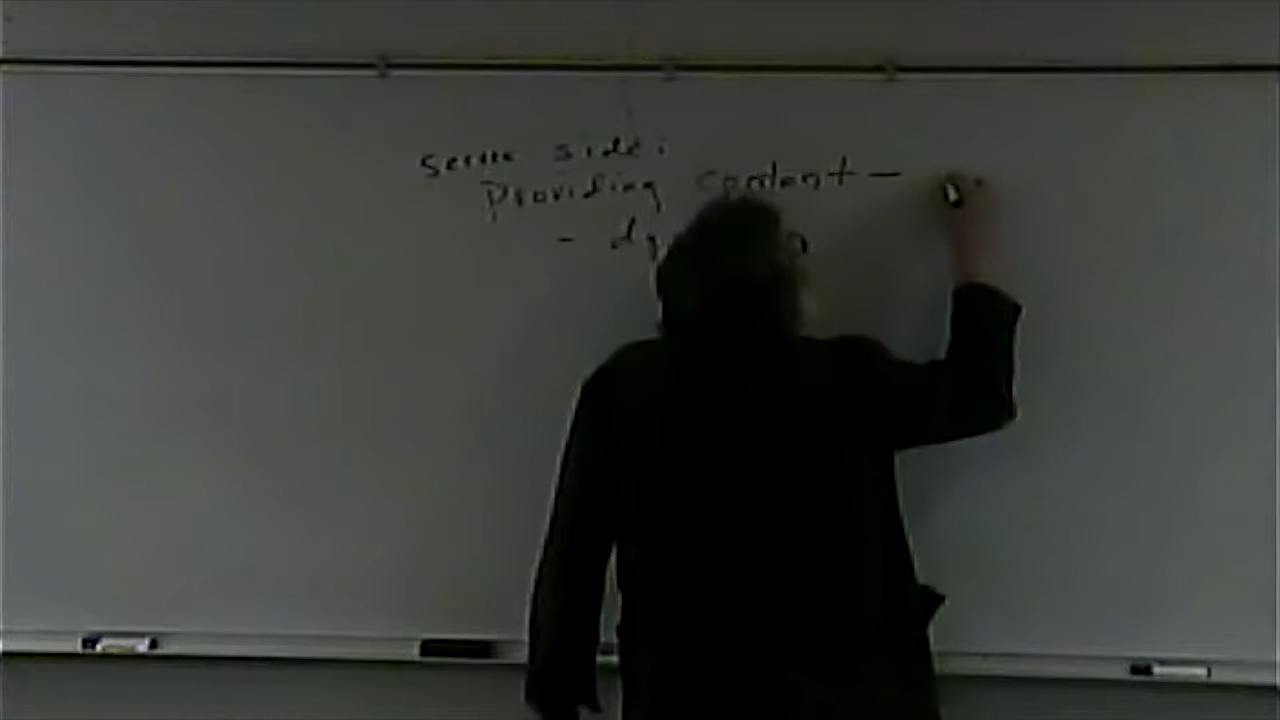 Server side:
Providing content —
- dy